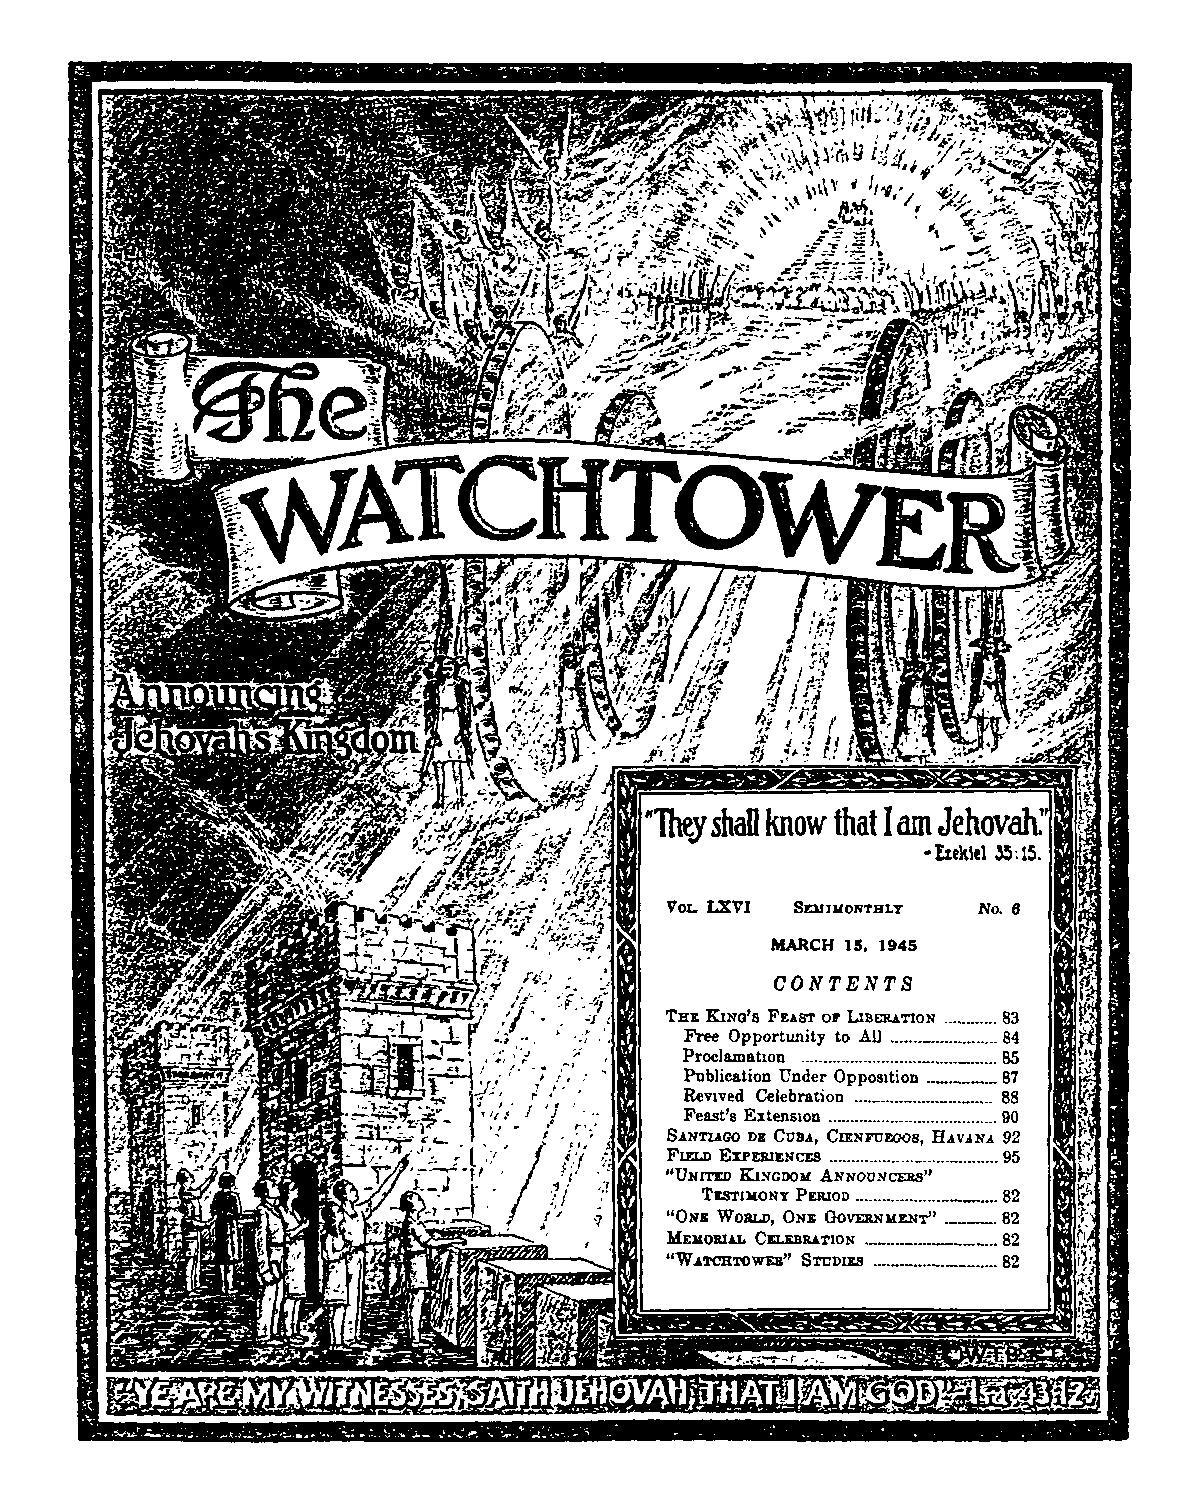 The
WATCHTOWER
Announcing
Jehovah's Kingdom
"They shall know that I am Jehovah."
- Ezekiel 35:15.
VOL. LXVI SEMIMONTHLY No. 6
MARCH 15, 1945
CONTENTS
THE KING'S FEAST OF LIBERATION ............ 83
Free Opportunity to All ........................ 84
Proclamation ............................................ 85
Publication Under Opposition ................ 87
Revived Celebration ............................... 88
Feast's Extension ..................................... 90
SANTIAGO DE CUBA, CIENFUEGOS, HAVANA 92
FIELD EXPERIENCES ..................................... 95
"UNITED KINGDOM ANNOUNCERS"
TESTIMONY PERIOD ................................ 82
"ONE WORLD, ONE GOVERNMENT" ............ 82
MEMORIAL CELEBRATION .............................. 82
"WATCHTOWER" STUDIES ............................ 82
"YE ARE MY WITNESSES, SAITH JEHOVAH, THAT I AM GOD."-Isa. 43:12.